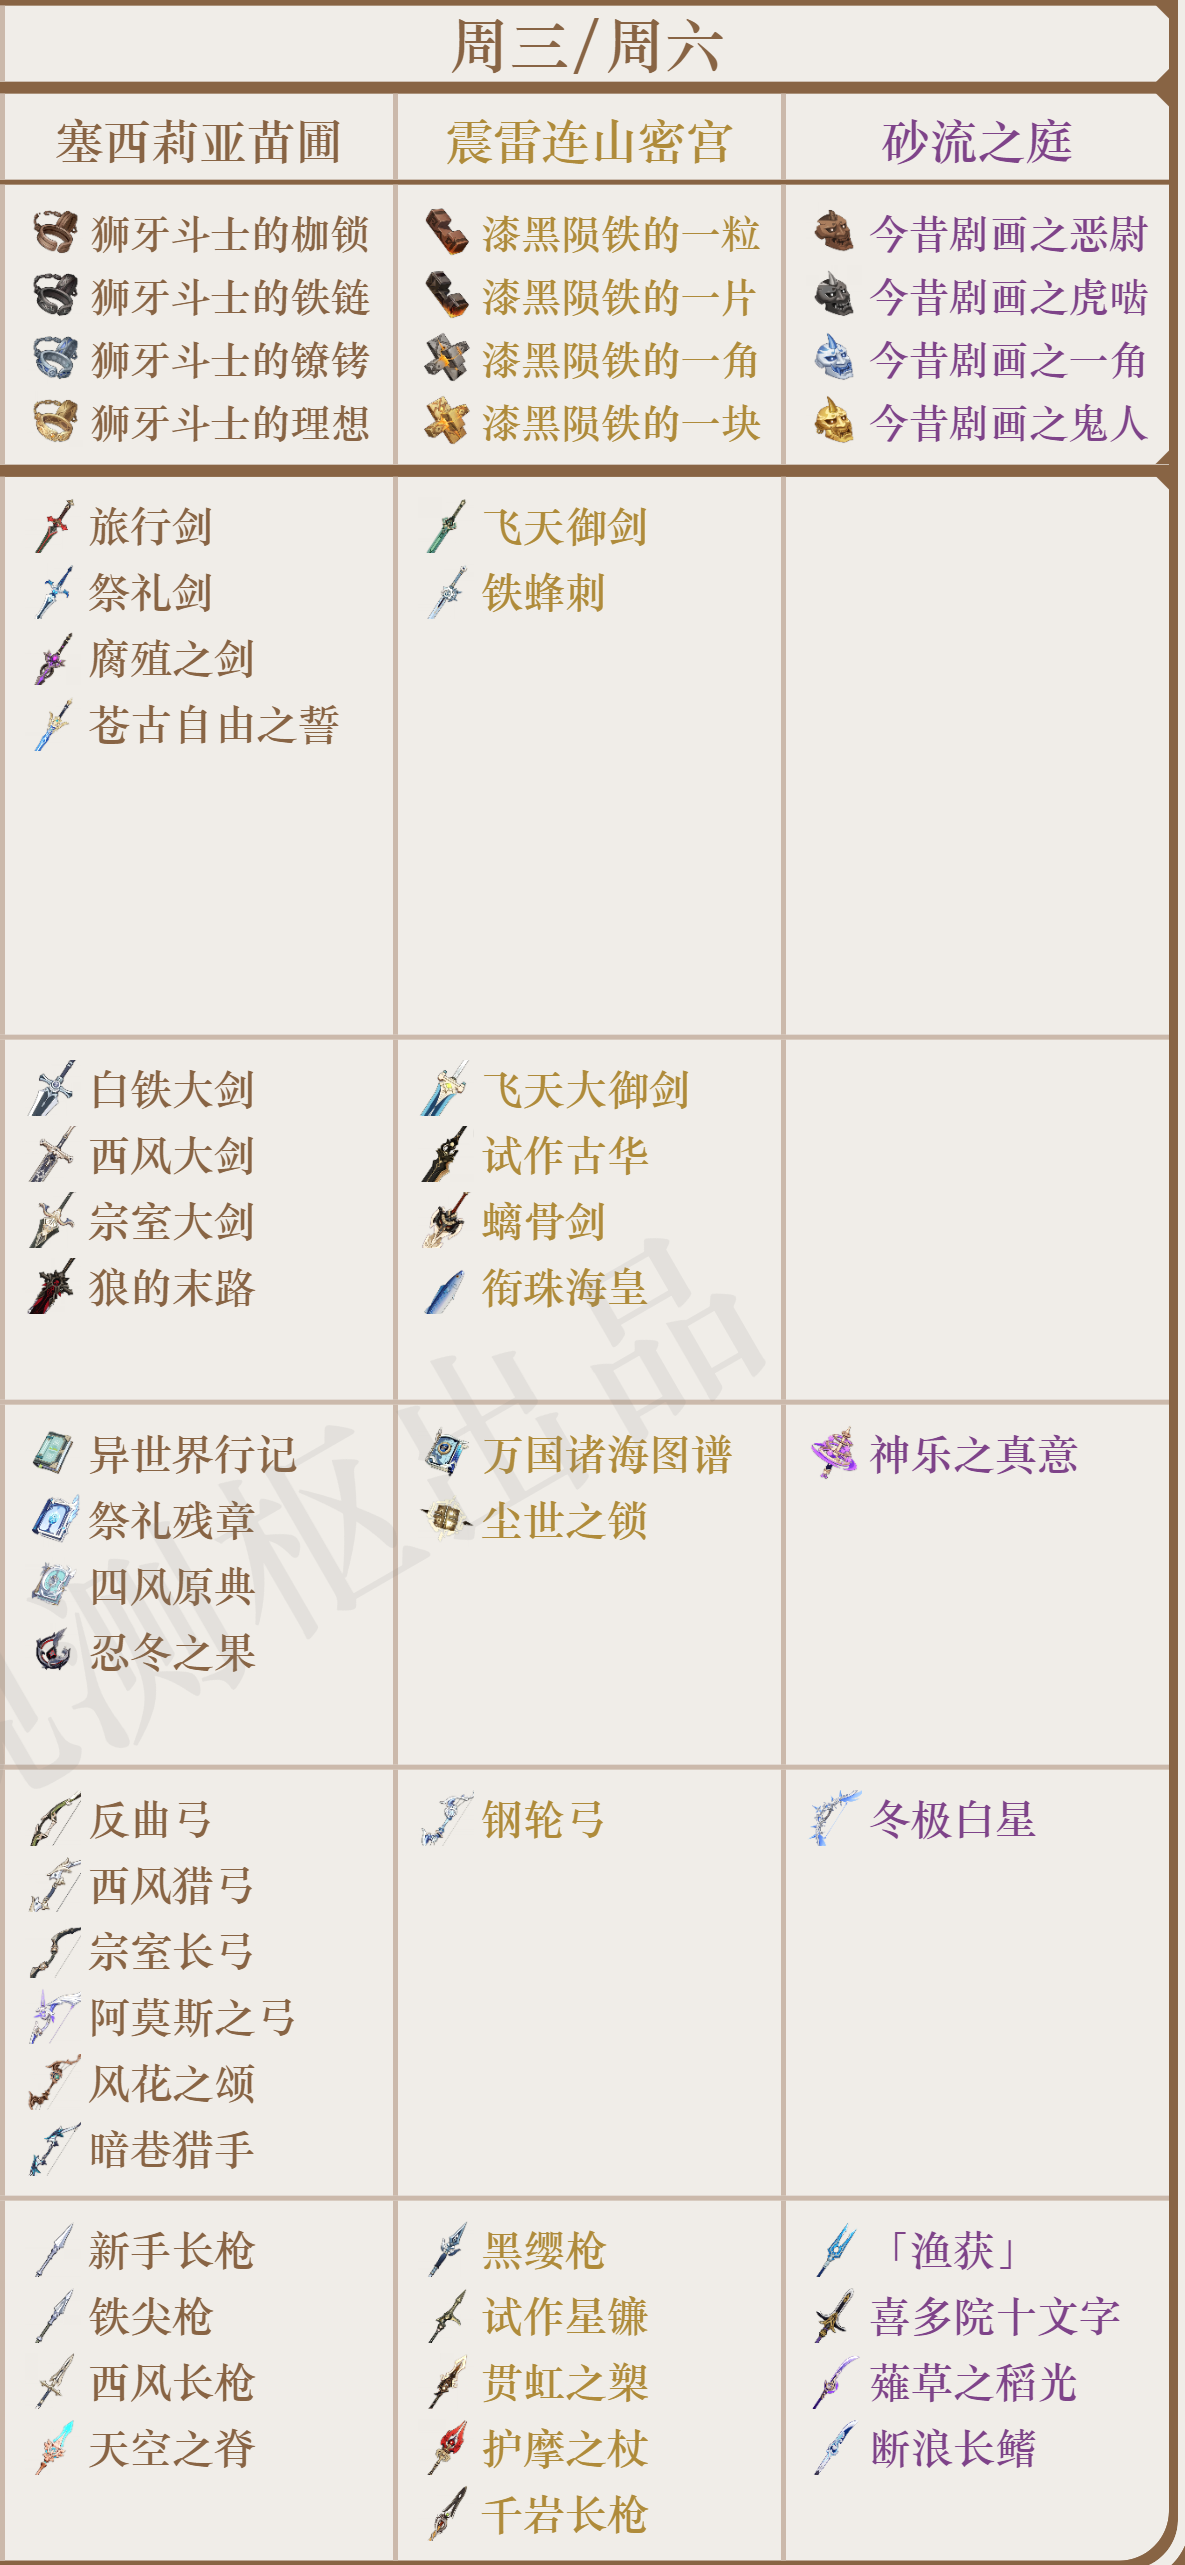 周三/周六
塞西莉亚苗圃
震雷连山密宫
砂流之庭
狮牙斗士的枷锁
狮牙斗士的铁链
狮牙斗士的镣铐
狮牙斗士的理想
漆黑陨铁的一粒
漆黑陨铁的一片
漆黑陨铁的一角
漆黑陨铁的一块
今昔剧画之恶尉
今昔剧画之虎啮
今昔剧画之一角
今昔剧画之鬼人
旅行剑
祭礼剑
腐殖之剑
苍古自由之誓
飞天御剑
铁蜂刺
白铁大剑
西风大剑
宗室大剑
狼的末路
飞天大御剑
试作古华
螭骨剑
衔珠海皇
异世界行记
祭礼残章
四风原典
忍冬之果
万国诸海图谱
尘世之锁
神乐之真意
反曲弓
西风猎弓
宗室长弓
阿莫斯之弓
风花之颂
暗巷猎手
钢轮弓
冬极白星
新手长枪
铁尖枪
西风长枪
天空之脊
黑缨枪
试作星镰
贯虹之槊
护摩之杖
千岩长枪
「渔获」
喜多院十文字
薙草之稻光
断浪长鳍
测枢出品